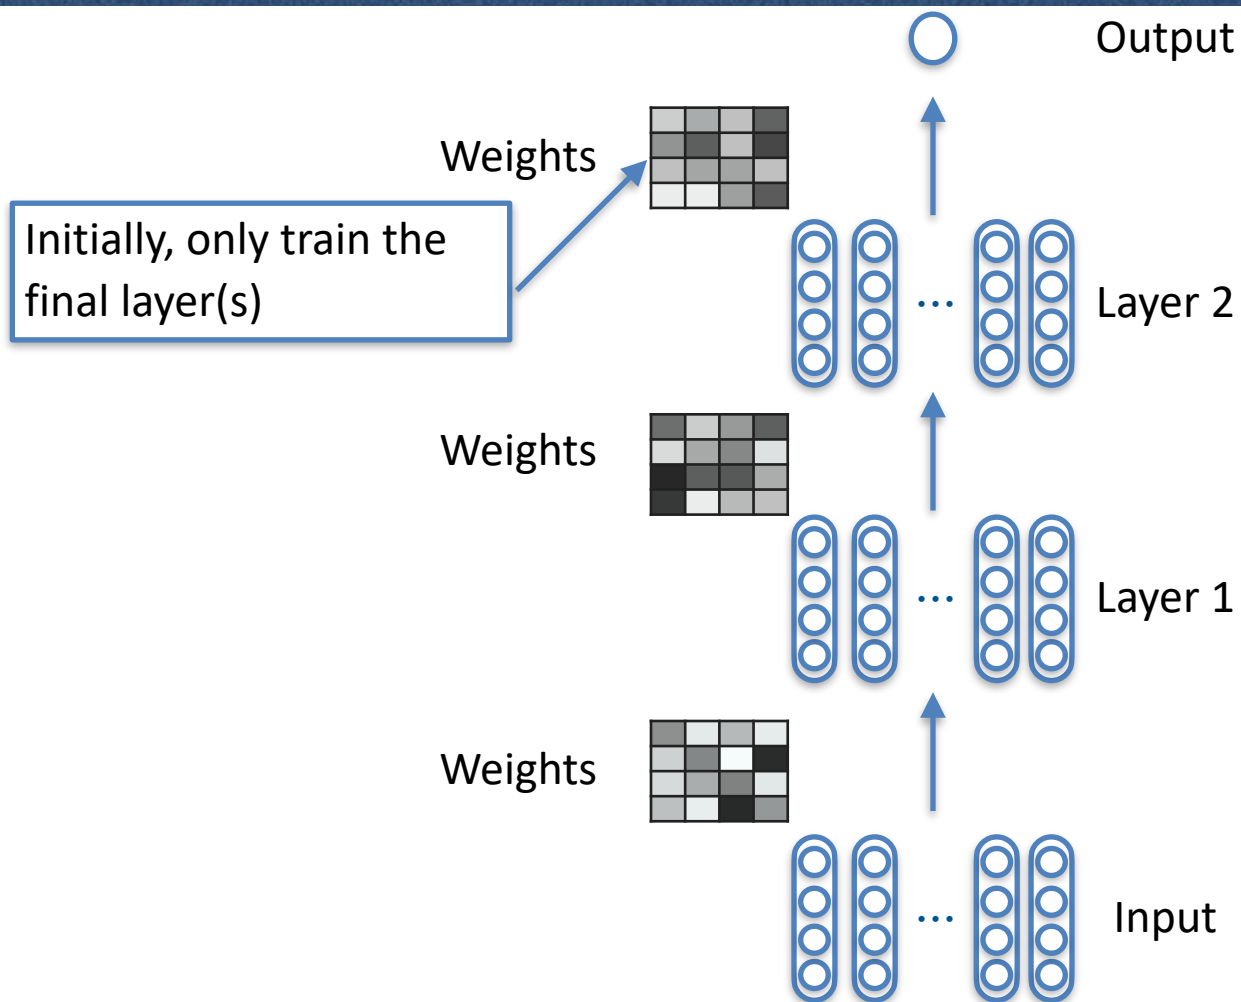 Output
Weights
Initially, only train the
final layer(s)
...
Layer 2
Weights
...
Layer 1
Weights
...
Input